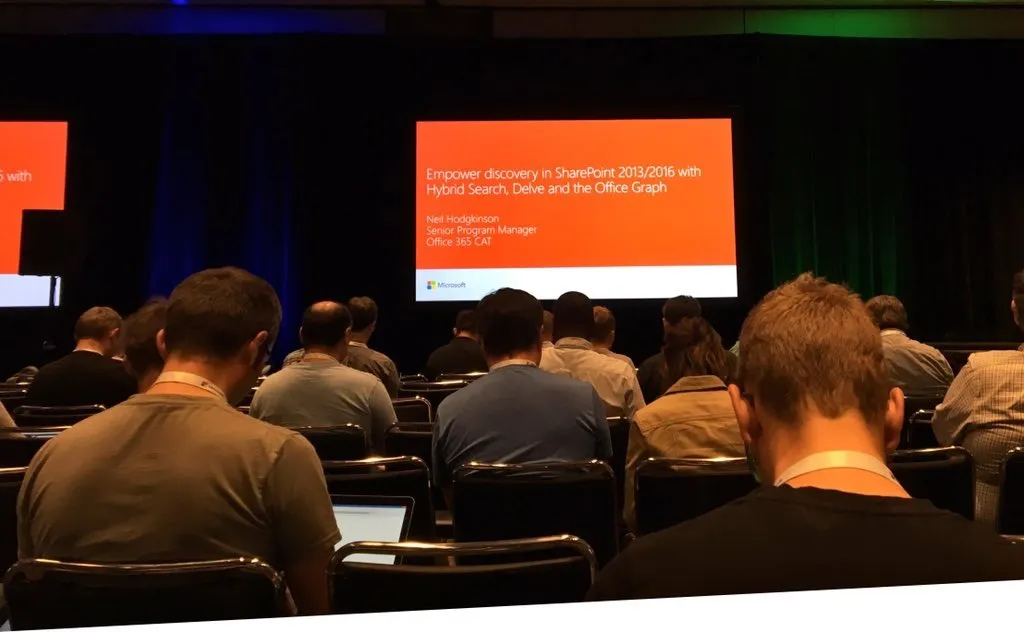 6 with
Empower discovery in SharePoint 2013/2016 with
Hybrid Search, Delve and the Office Graph
Neil Hodgkinson
Senior Program Manager
Office 365 CAT
Microsoft